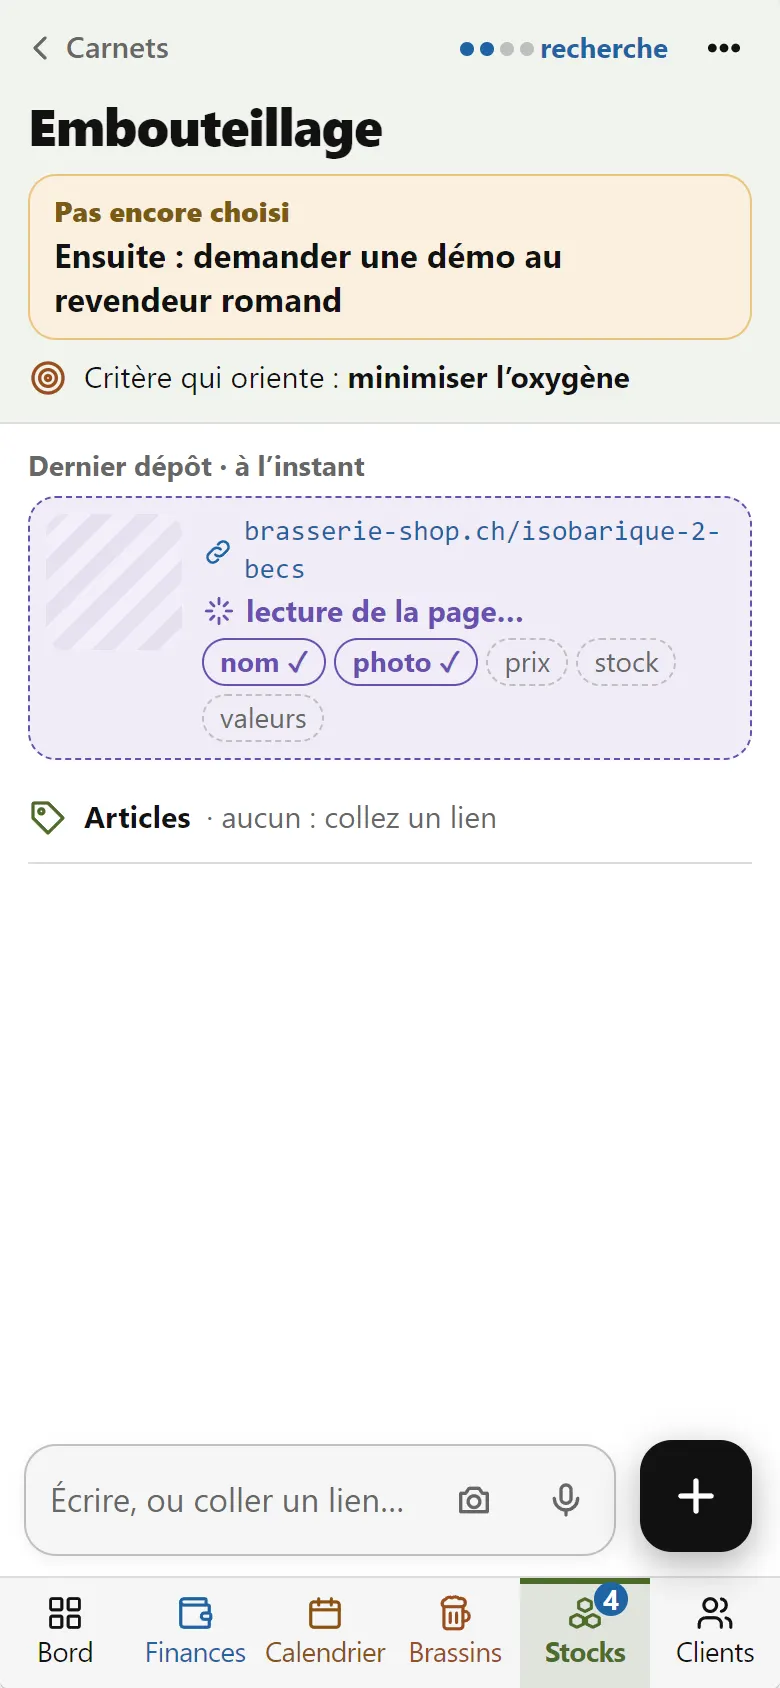 Carnets
recherche
Embouteillage
Pas encore choisi
Ensuite : demander une démo au
revendeur romand
Critère qui oriente : minimiser l’oxygène
Dernier dépôt · à l’instant
brasserie-shop.ch/isobarique-2-
becs
lecture de la page…
nom ✓ photo ✓ prix stock
valeurs
Articles · aucun : collez un lien
Écrire, ou coller un lien…
4
Bord Finances Calendrier Brassins Stocks Clients